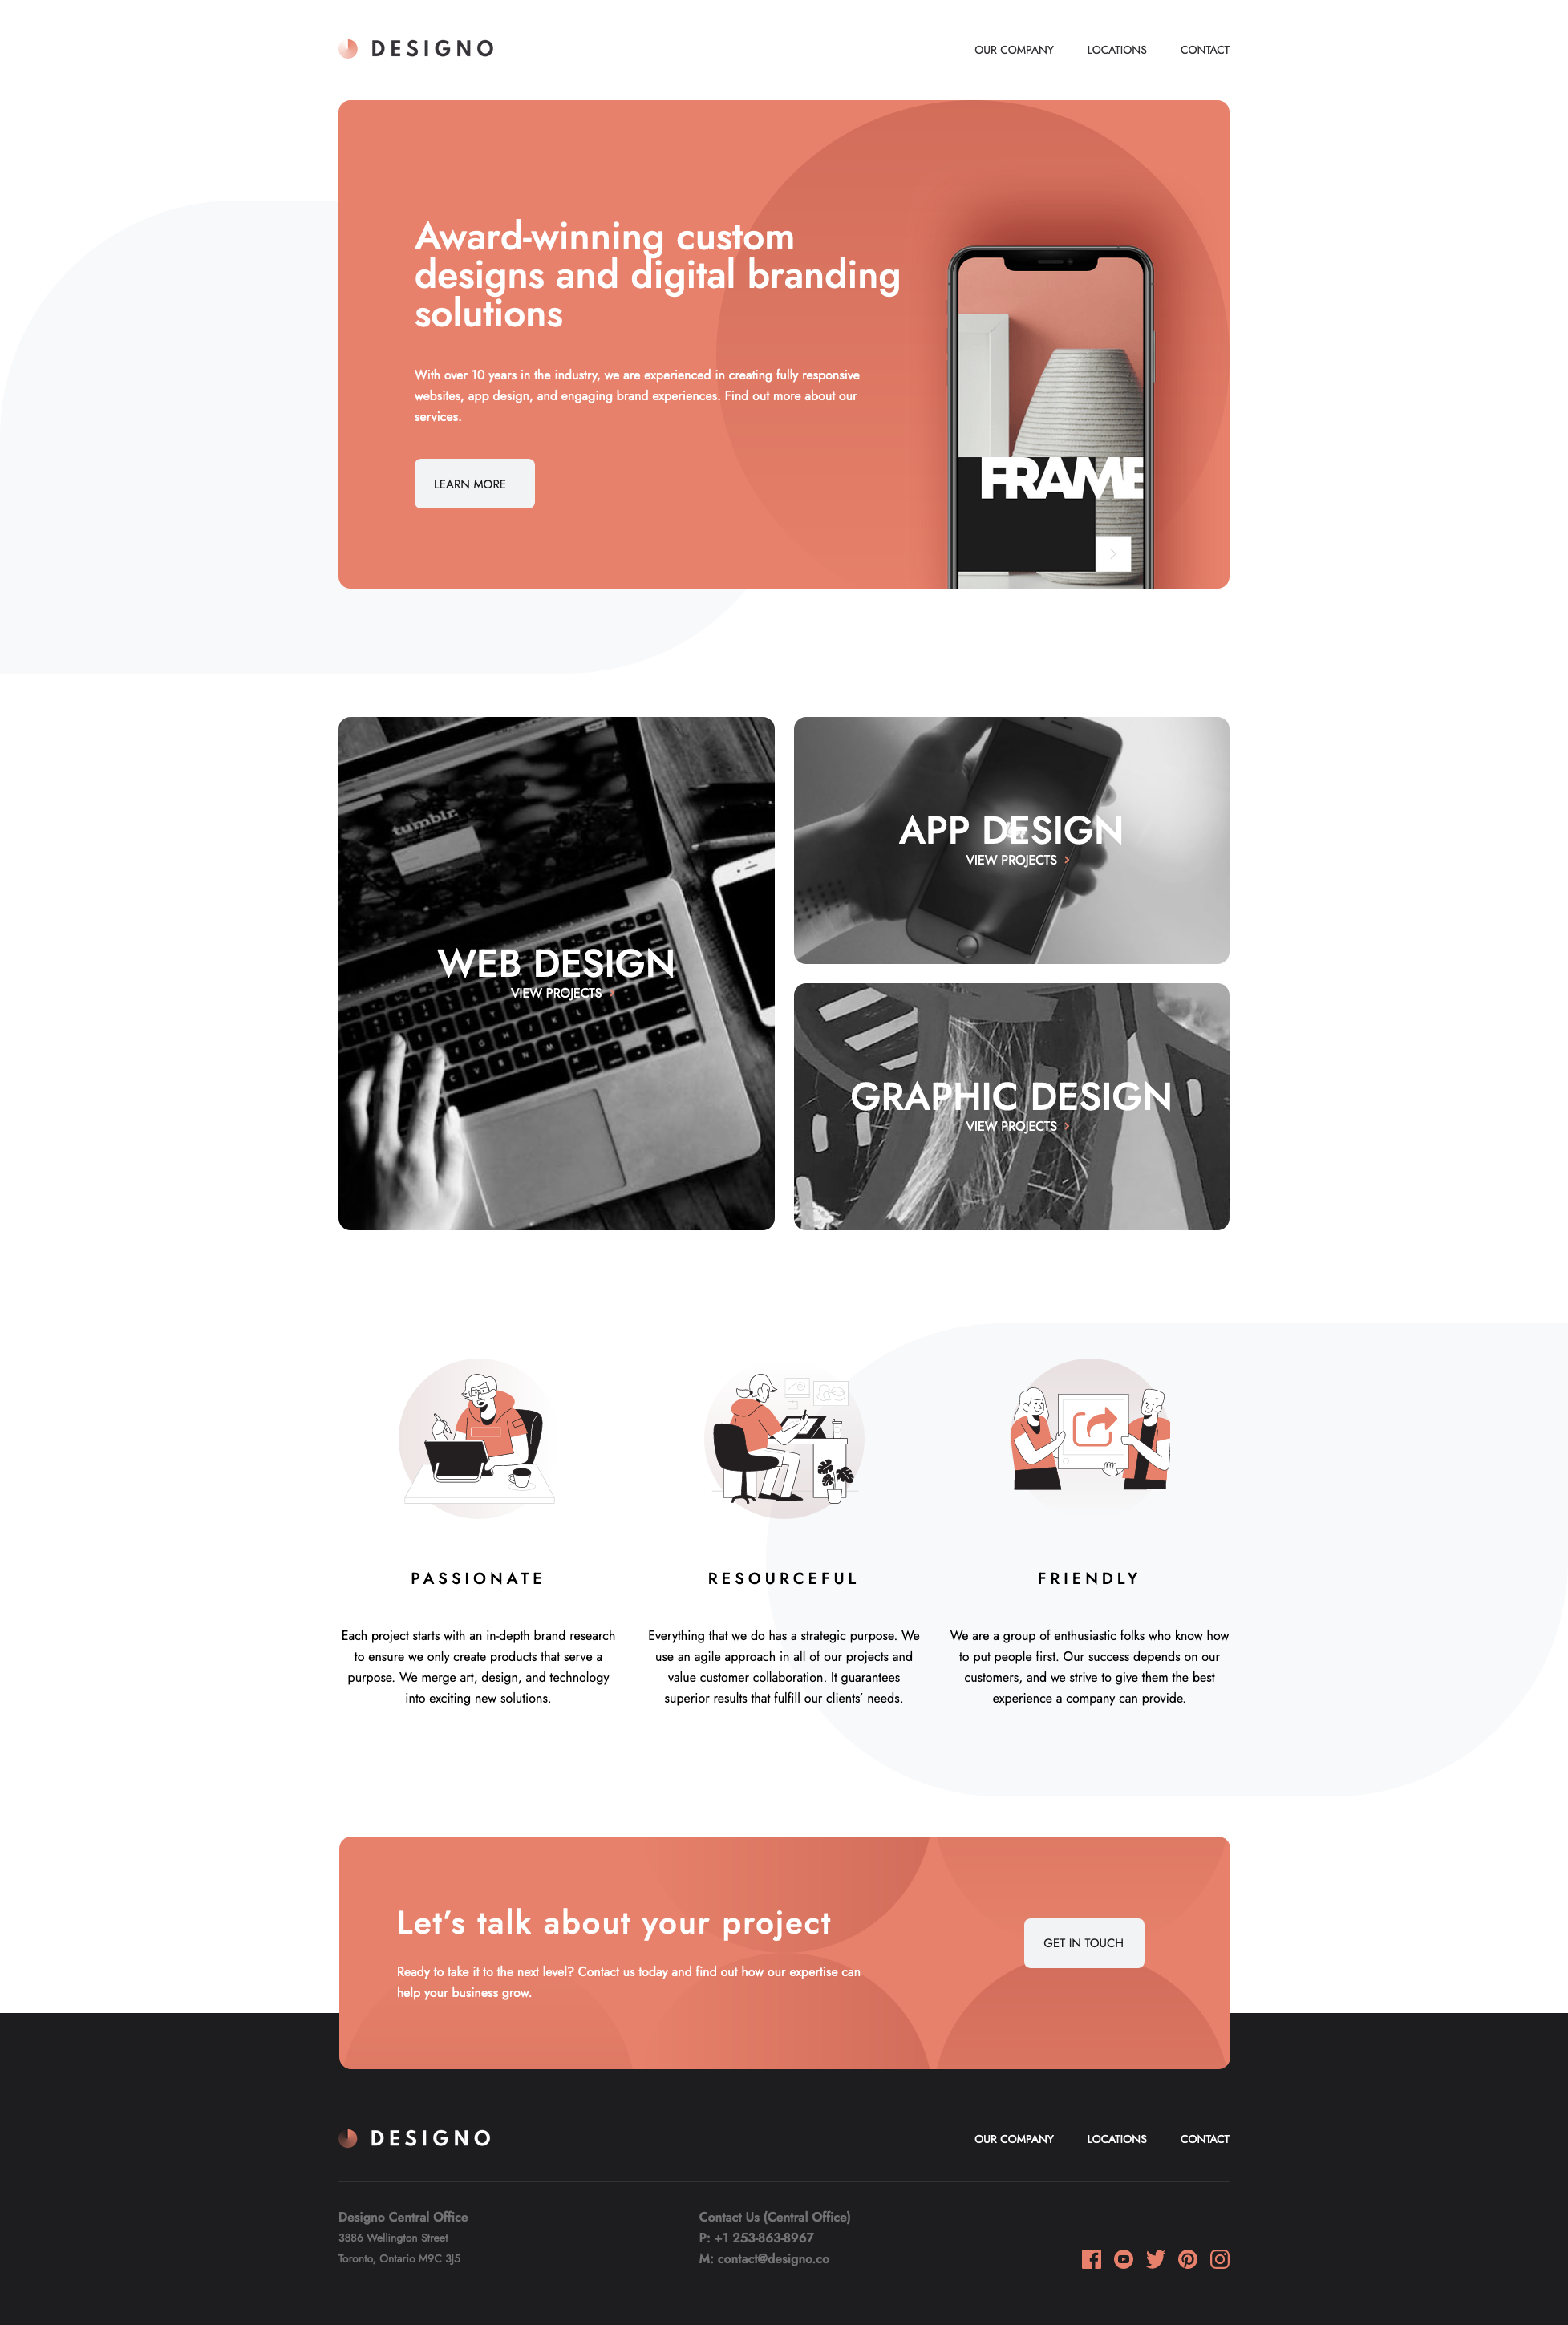 DESIGNO
OUR COMPANY
LOCATIONS
CONTACT
Award-winning custom
designs and digital branding
solutions
With over 10 years in the industry, we are experienced in creating fully responsive
websites, app design, and engaging brand experiences. Find out more about our
services.
LEARN MORE
FRAME
tumblr.
WEB DESIGN
VIEW PROJECTS
APP DESIGN
VIEW PROJECTS
GRAPHIC DESIGN
VIEW PROJECTS
PASSIONATE
Each project starts with an in-depth brand research
to ensure we only create products that serve a
purpose. We merge art, design, and technology
into exciting new solutions.
RESOURCEFUL
Everything that we do has a strategic purpose. We
use an agile approach in all of our projects and
value customer collaboration. It guarantees
superior results that fulfill our clients’ needs.
FRIENDLY
We are a group of enthusiastic folks who know how
to put people first. Our success depends on our
customers, and we strive to give them the best
experience a company can provide.
Let’s talk about your project
Ready to take it to the next level? Contact us today and find out how our expertise can
help your business grow.
GET IN TOUCH
DESIGNO
OUR COMPANY
LOCATIONS
CONTACT
Designo Central Office
3886 Wellington Street
Toronto, Ontario M9C 3J5
Contact Us (Central Office)
P: +1 253-863-8967
M: contact@designo.co